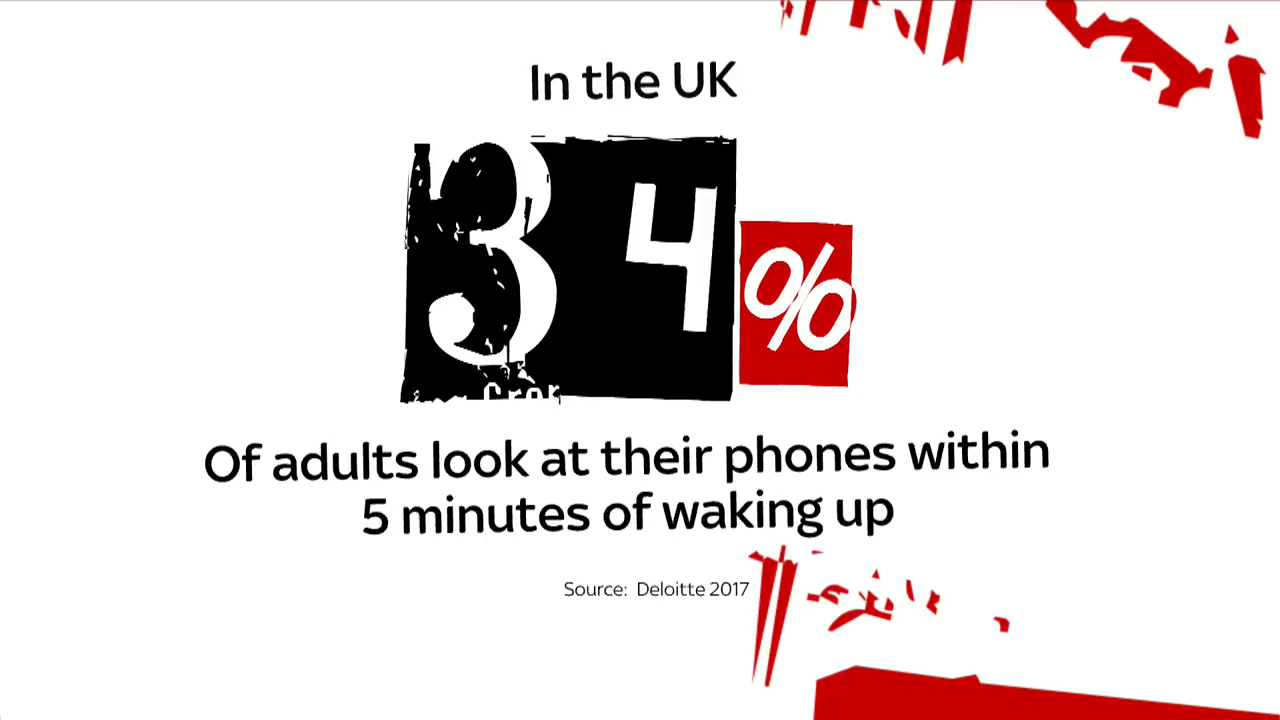 In the UK
34%
Of adults look at their phones within
5 minutes of waking up
Source: Deloitte 2017